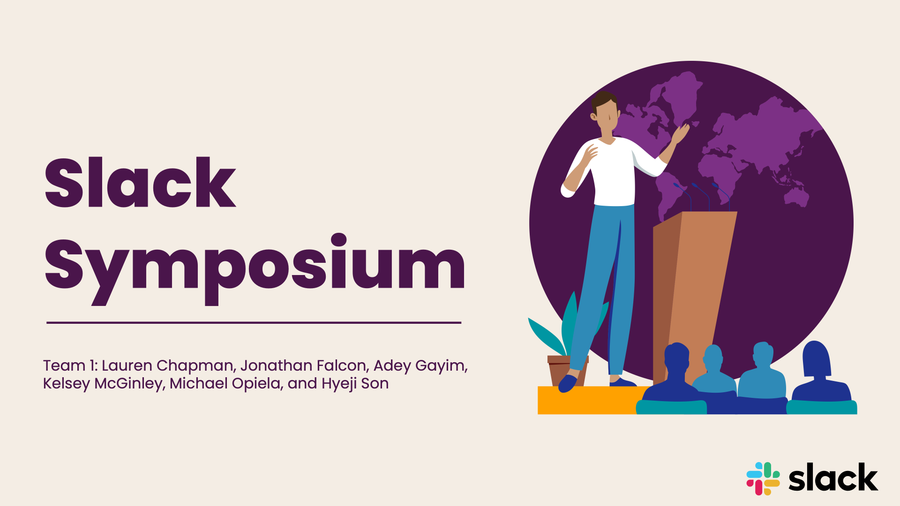 Slack
Symposium
Team 1: Lauren Chapman, Jonathan Falcon, Adey Gayim,
Kelsey McGinley, Michael Opiela, and Hyeji Son
slack